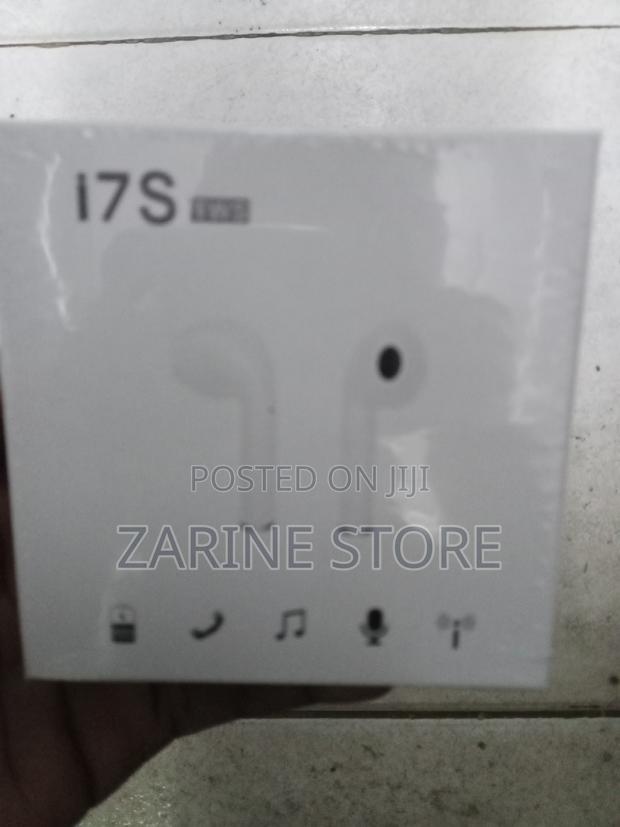 i7S TWS
POSTED ON JIJI
ZARINE STORE